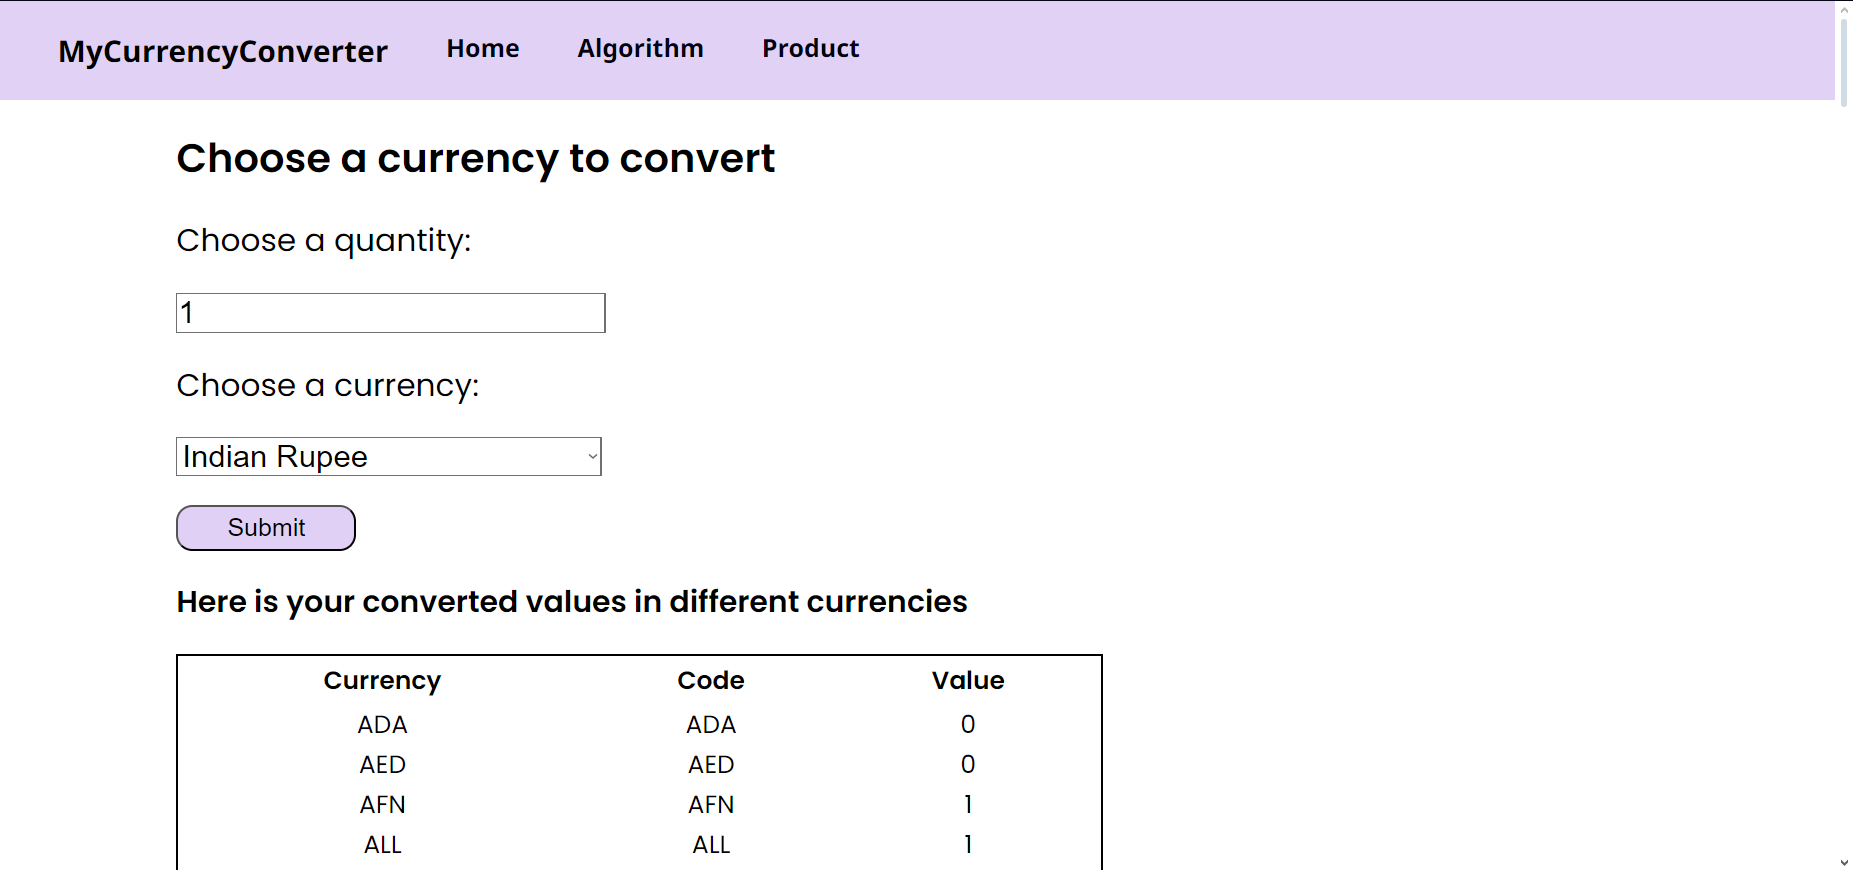 MyCurrencyConverter Home Algorithm Product
Choose a currency to convert
Choose a quantity:
1
Choose a currency:
Indian Rupee
Submit
Here is your converted values in different currencies
Currency Code Value
ADA ADA 0
AED AED 0
AFN AFN 1
ALL ALL 1